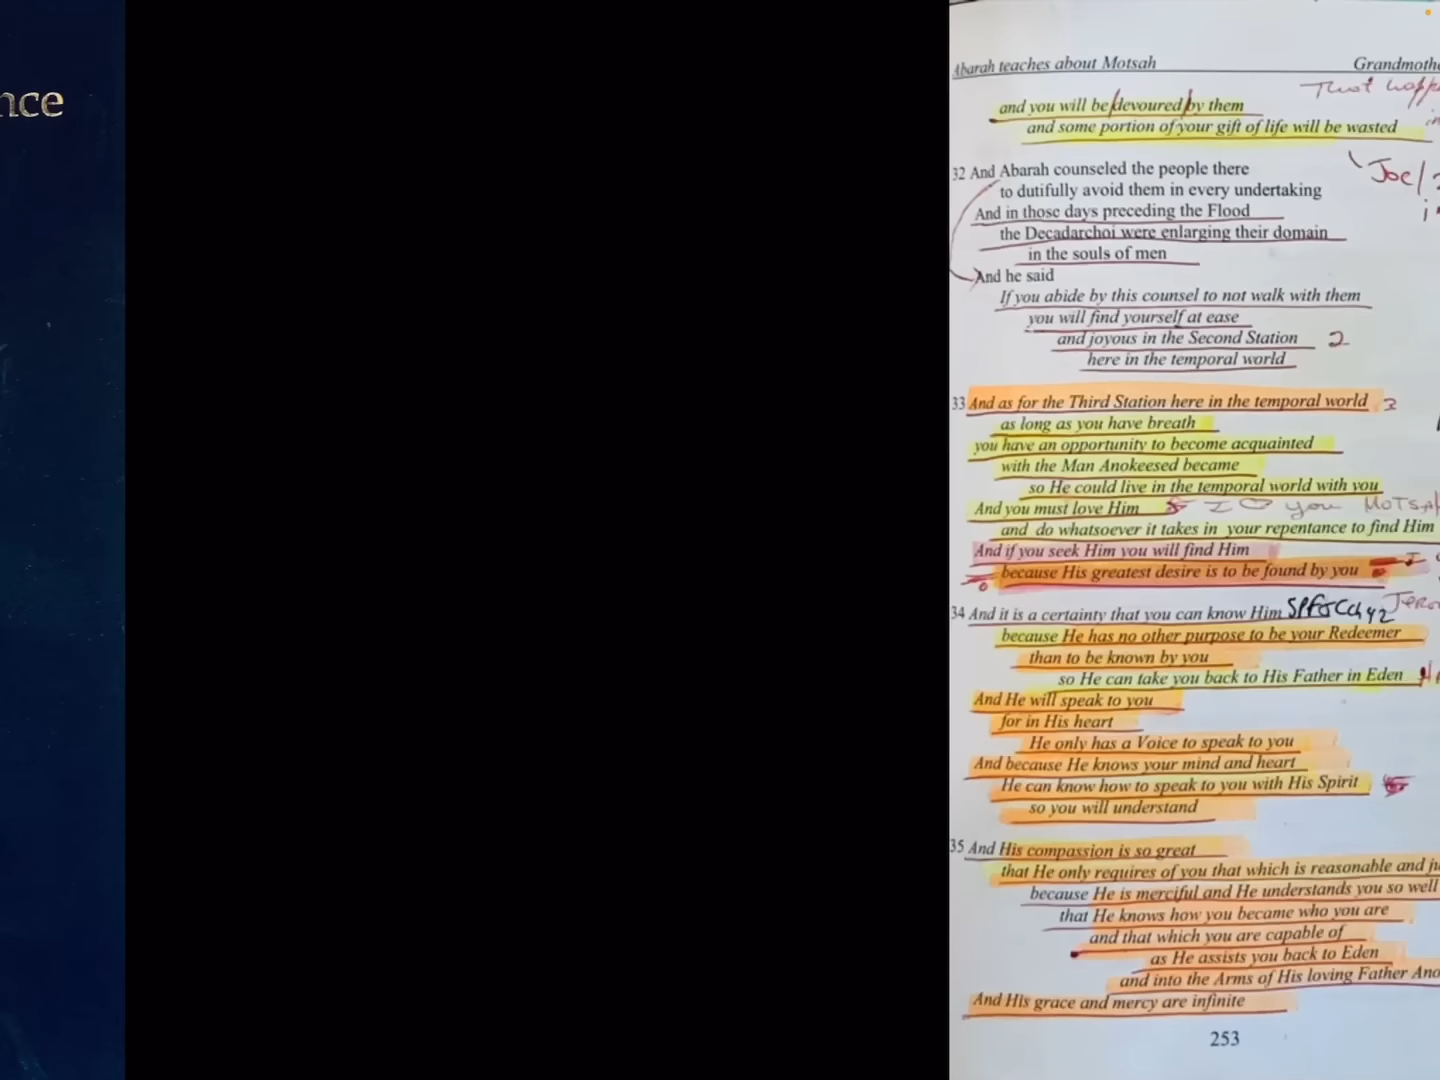 nce
Abarah teaches about Motsah
Grandmothe
and you will be devoured by them
and some portion of your gift of life will be wasted
32 And Abarah counseled the people there
to dutifully avoid them in every undertaking
And in those days preceding the Flood
the Decadarchoi were enlarging their domain
in the souls of men
And he said
If you abide by this counsel to not walk with them
you will find yourself at ease
and joyous in the Second Station 2
here in the temporal world
33 And as for the Third Station here in the temporal world 3
as long as you have breath
you have an opportunity to become acquainted
with the Man Anokeesed became
so He could live in the temporal world with you
And you must love Him I you MOTSAH
and do whatsoever it takes in your repentance to find Him
And if you seek Him you will find Him
because His greatest desire is to be found by you
34 And it is a certainty that you can know Him
because He has no other purpose to be your Redeemer
than to be known by you
so He can take you back to His Father in Eden
And He will speak to you
for in His heart
He only has a Voice to speak to you
And because He knows your mind and heart
He can know how to speak to you with His Spirit
so you will understand
35 And His compassion is so great
that He only requires of you that which is reasonable and ju
because He is merciful and He understands you so well
that He knows how you became who you are
and that which you are capable of
as He assists you back to Eden
and into the Arms of His loving Father Ano
And His grace and mercy are infinite
253